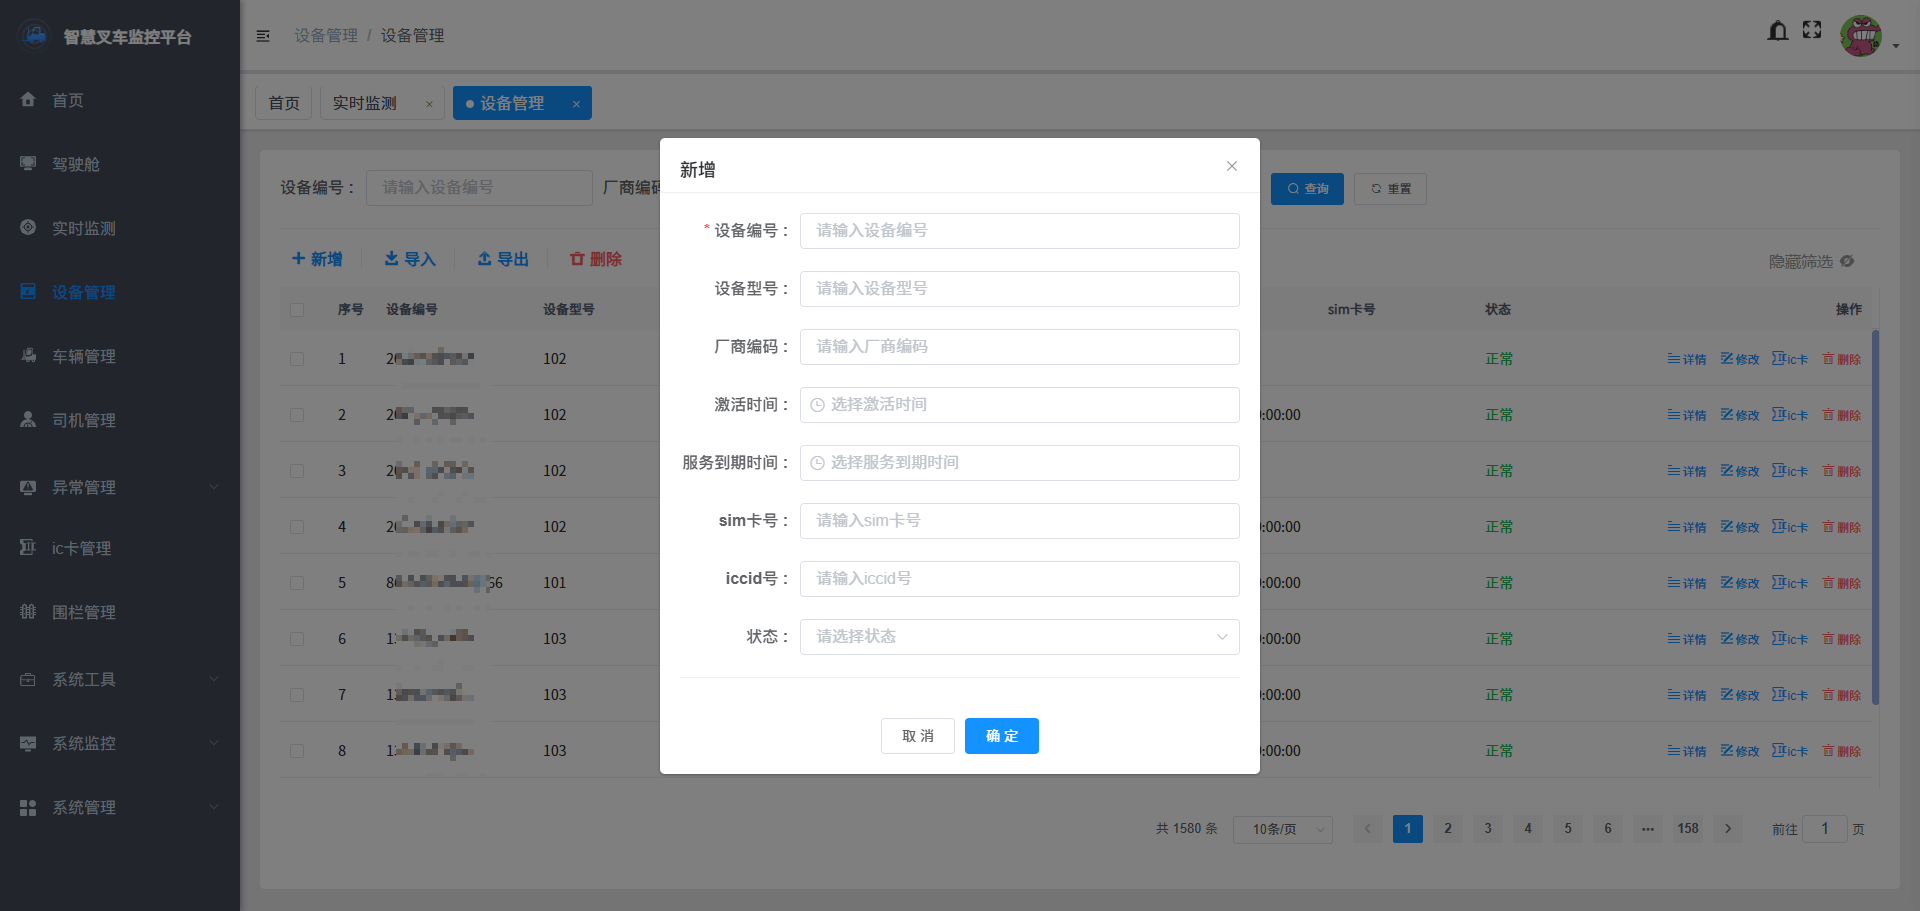 智慧叉车监控平台
设备管理 / 设备管理
首页
实时监测 ×
设备管理 ×
首页
驾驶舱
实时监测
设备管理
车辆管理
司机管理
异常管理
ic卡管理
围栏管理
系统工具
系统监控
系统管理
设备编号： 请输入设备编号 厂商编码
查询 重置
新增 导入 导出 删除
隐藏筛选
序号 设备编号 设备型号 sim卡号 状态 操作
1 102 正常 详情 修改 ic卡 删除
2 102 :00:00 正常 详情 修改 ic卡 删除
3 102 正常 详情 修改 ic卡 删除
4 102 :00:00 正常 详情 修改 ic卡 删除
5 66 101 :00:00 正常 详情 修改 ic卡 删除
6 103 :00:00 正常 详情 修改 ic卡 删除
7 103 :00:00 正常 详情 修改 ic卡 删除
8 103 :00:00 正常 详情 修改 ic卡 删除
共 1580 条 10条/页 1 2 3 4 5 6 ••• 158 前往 1 页
新增
* 设备编号： 请输入设备编号
设备型号： 请输入设备型号
厂商编码： 请输入厂商编码
激活时间： 选择激活时间
服务到期时间： 选择服务到期时间
sim卡号： 请输入sim卡号
iccid号： 请输入iccid号
状态： 请选择状态
取 消 确 定